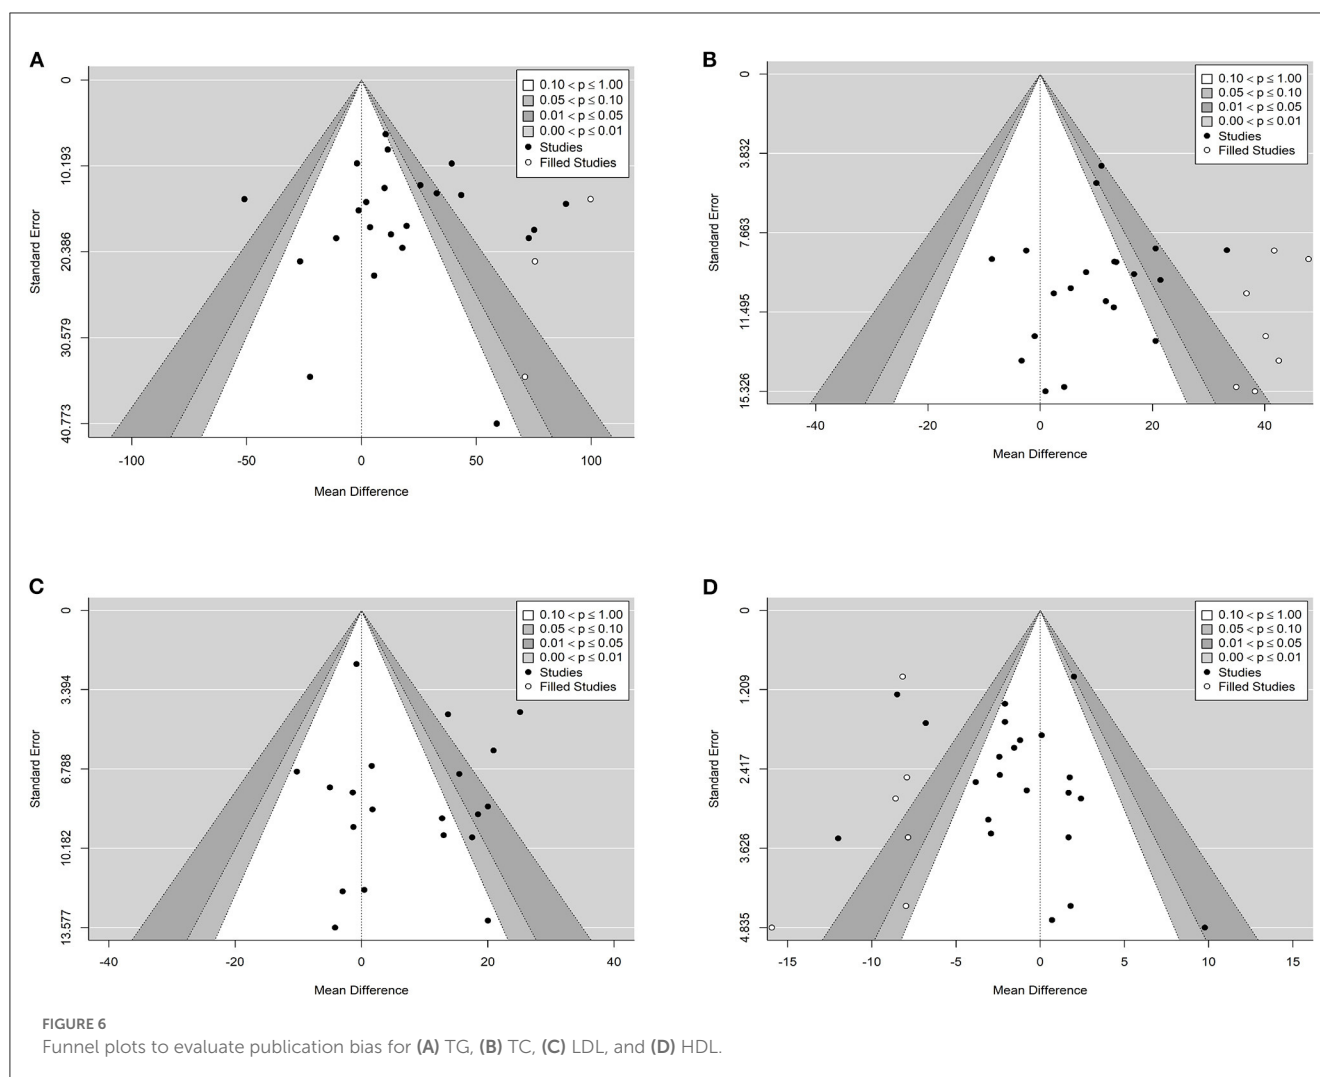 A
0.10 < p ≤ 1.00
0.05 < p ≤ 0.10
0.01 < p ≤ 0.05
0.00 < p ≤ 0.01
Studies
Filled Studies
Standard Error
0
10.193
20.386
30.579
40.773
-100
-50
0
50
100
Mean Difference
B
0.10 < p ≤ 1.00
0.05 < p ≤ 0.10
0.01 < p ≤ 0.05
0.00 < p ≤ 0.01
Studies
Filled Studies
Standard Error
0
3.832
7.663
11.495
15.326
-40
-20
0
20
40
Mean Difference
C
0.10 < p ≤ 1.00
0.05 < p ≤ 0.10
0.01 < p ≤ 0.05
0.00 < p ≤ 0.01
Studies
Filled Studies
Standard Error
0
3.394
6.788
10.182
13.577
-40
-20
0
20
40
Mean Difference
D
0.10 < p ≤ 1.00
0.05 < p ≤ 0.10
0.01 < p ≤ 0.05
0.00 < p ≤ 0.01
Studies
Filled Studies
Standard Error
0
1.209
2.417
3.626
4.835
-15
-10
-5
0
5
10
15
Mean Difference
FIGURE 6
Funnel plots to evaluate publication bias for (A) TG, (B) TC, (C) LDL, and (D) HDL.